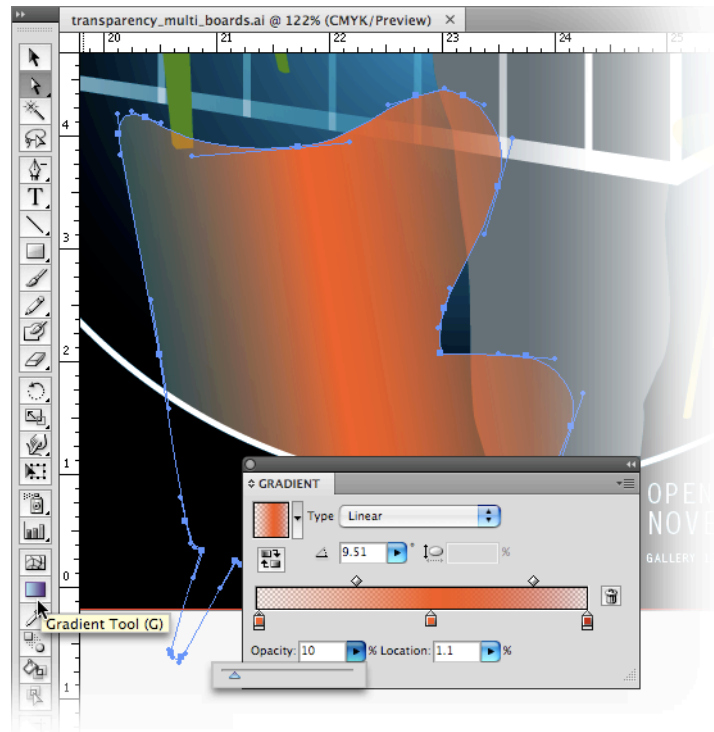 transparency_multi_boards.ai @ 122% (CMYK/Preview) ×
20 22 23 24 25
4
3
2
1
0
1
T
GRADIENT
Type Linear
9.51 ° %
Opacity: 10 % Location: 1.1 %
Gradient Tool (G)
OPEN
NOVE
GALLERY